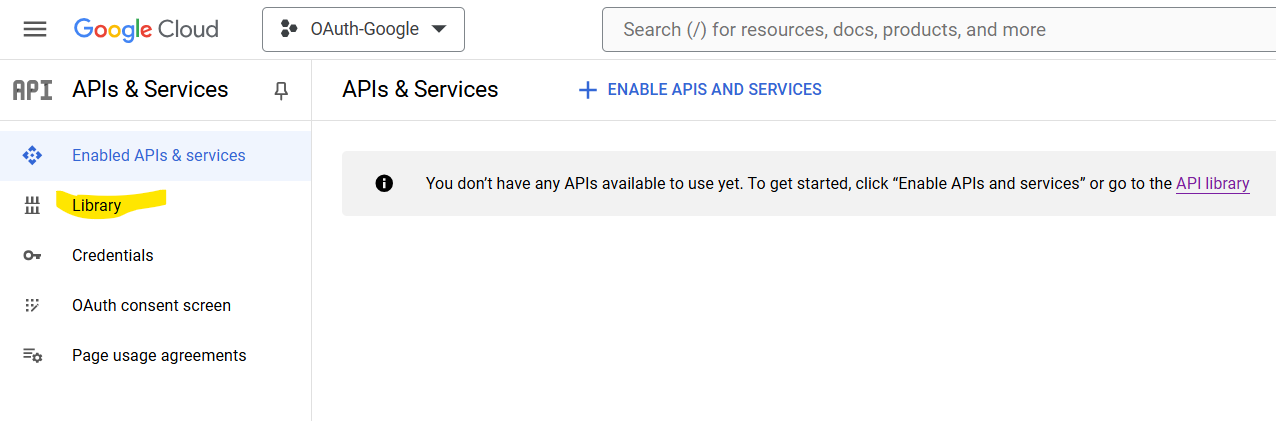 Google Cloud
OAuth-Google
Search (/) for resources, docs, products, and more
API
APIs & Services
APIs & Services
ENABLE APIS AND SERVICES
Enabled APIs & services
Library
Credentials
OAuth consent screen
Page usage agreements
You don’t have any APIs available to use yet. To get started, click “Enable APIs and services” or go to the API library